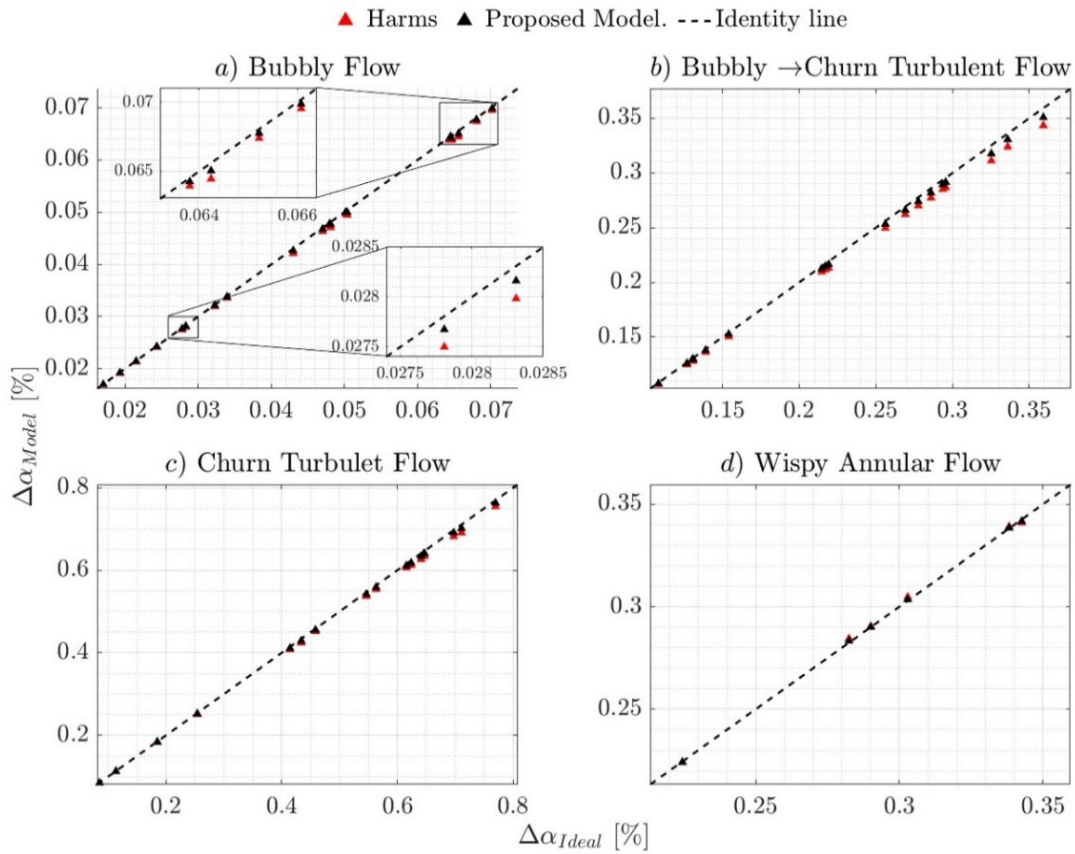 Harms Proposed Model. Identity line
a) Bubbly Flow
0.07
0.06
0.05
0.04
0.03
0.02
0.02 0.03 0.04 0.05 0.06 0.07
0.07
0.065
0.064 0.066
0.0285
0.028
0.0275
0.0275 0.028 0.0285
b) Bubbly →Churn Turbulent Flow
0.35
0.3
0.25
0.2
0.15
0.15 0.2 0.25 0.3 0.35
c) Churn Turbulet Flow
0.8
0.6
0.4
0.2
0.2 0.4 0.6 0.8
d) Wispy Annular Flow
0.35
0.3
0.25
0.25 0.3 0.35
Δα_Model [%]
Δα_Ideal [%]